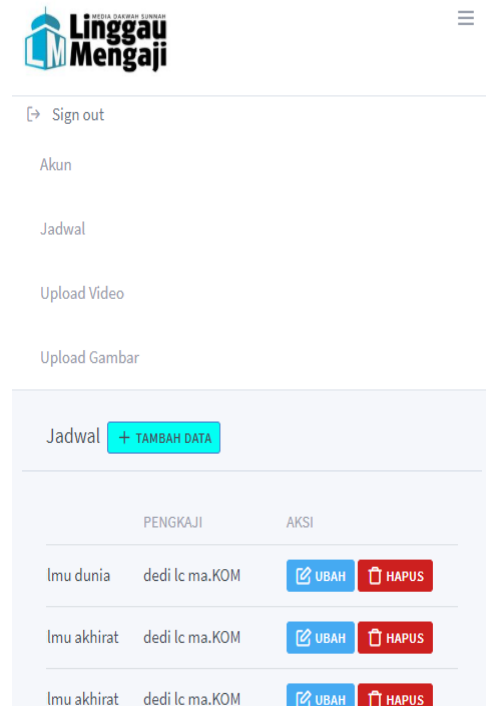 MEDIA DAKWAH SUNNAH
Linggau
Mengaji
LM
Sign out
Akun
Jadwal
Upload Video
Upload Gambar
Jadwal + TAMBAH DATA
PENGKAJI AKSI
lmu dunia dedi lc ma.KOM UBAH HAPUS
lmu akhirat dedi lc ma.KOM UBAH HAPUS
lmu akhirat dedi lc ma.KOM UBAH HAPUS